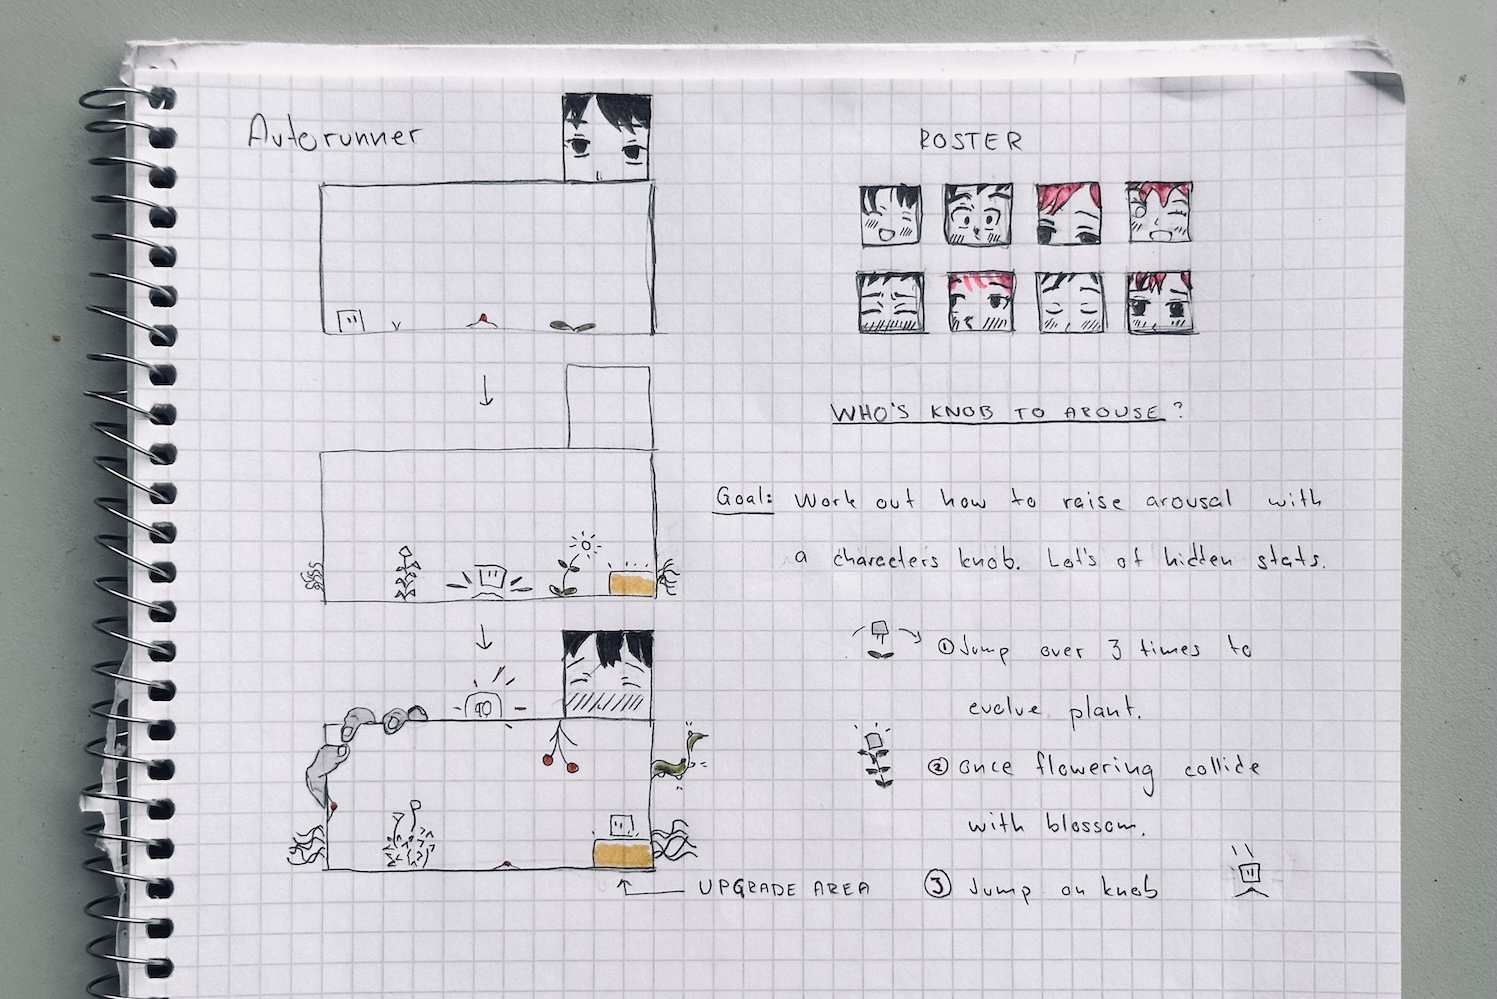 Autorunner
ROSTER
WHO'S KNOB TO AROUSE?
Goal: Work out how to raise arousal with
a characters knob. Lot's of hidden stats.
① Jump over 3 times to
evolve plant.
② once flowering collide
with blossom.
③ Jump on knob
UPGRADE AREA